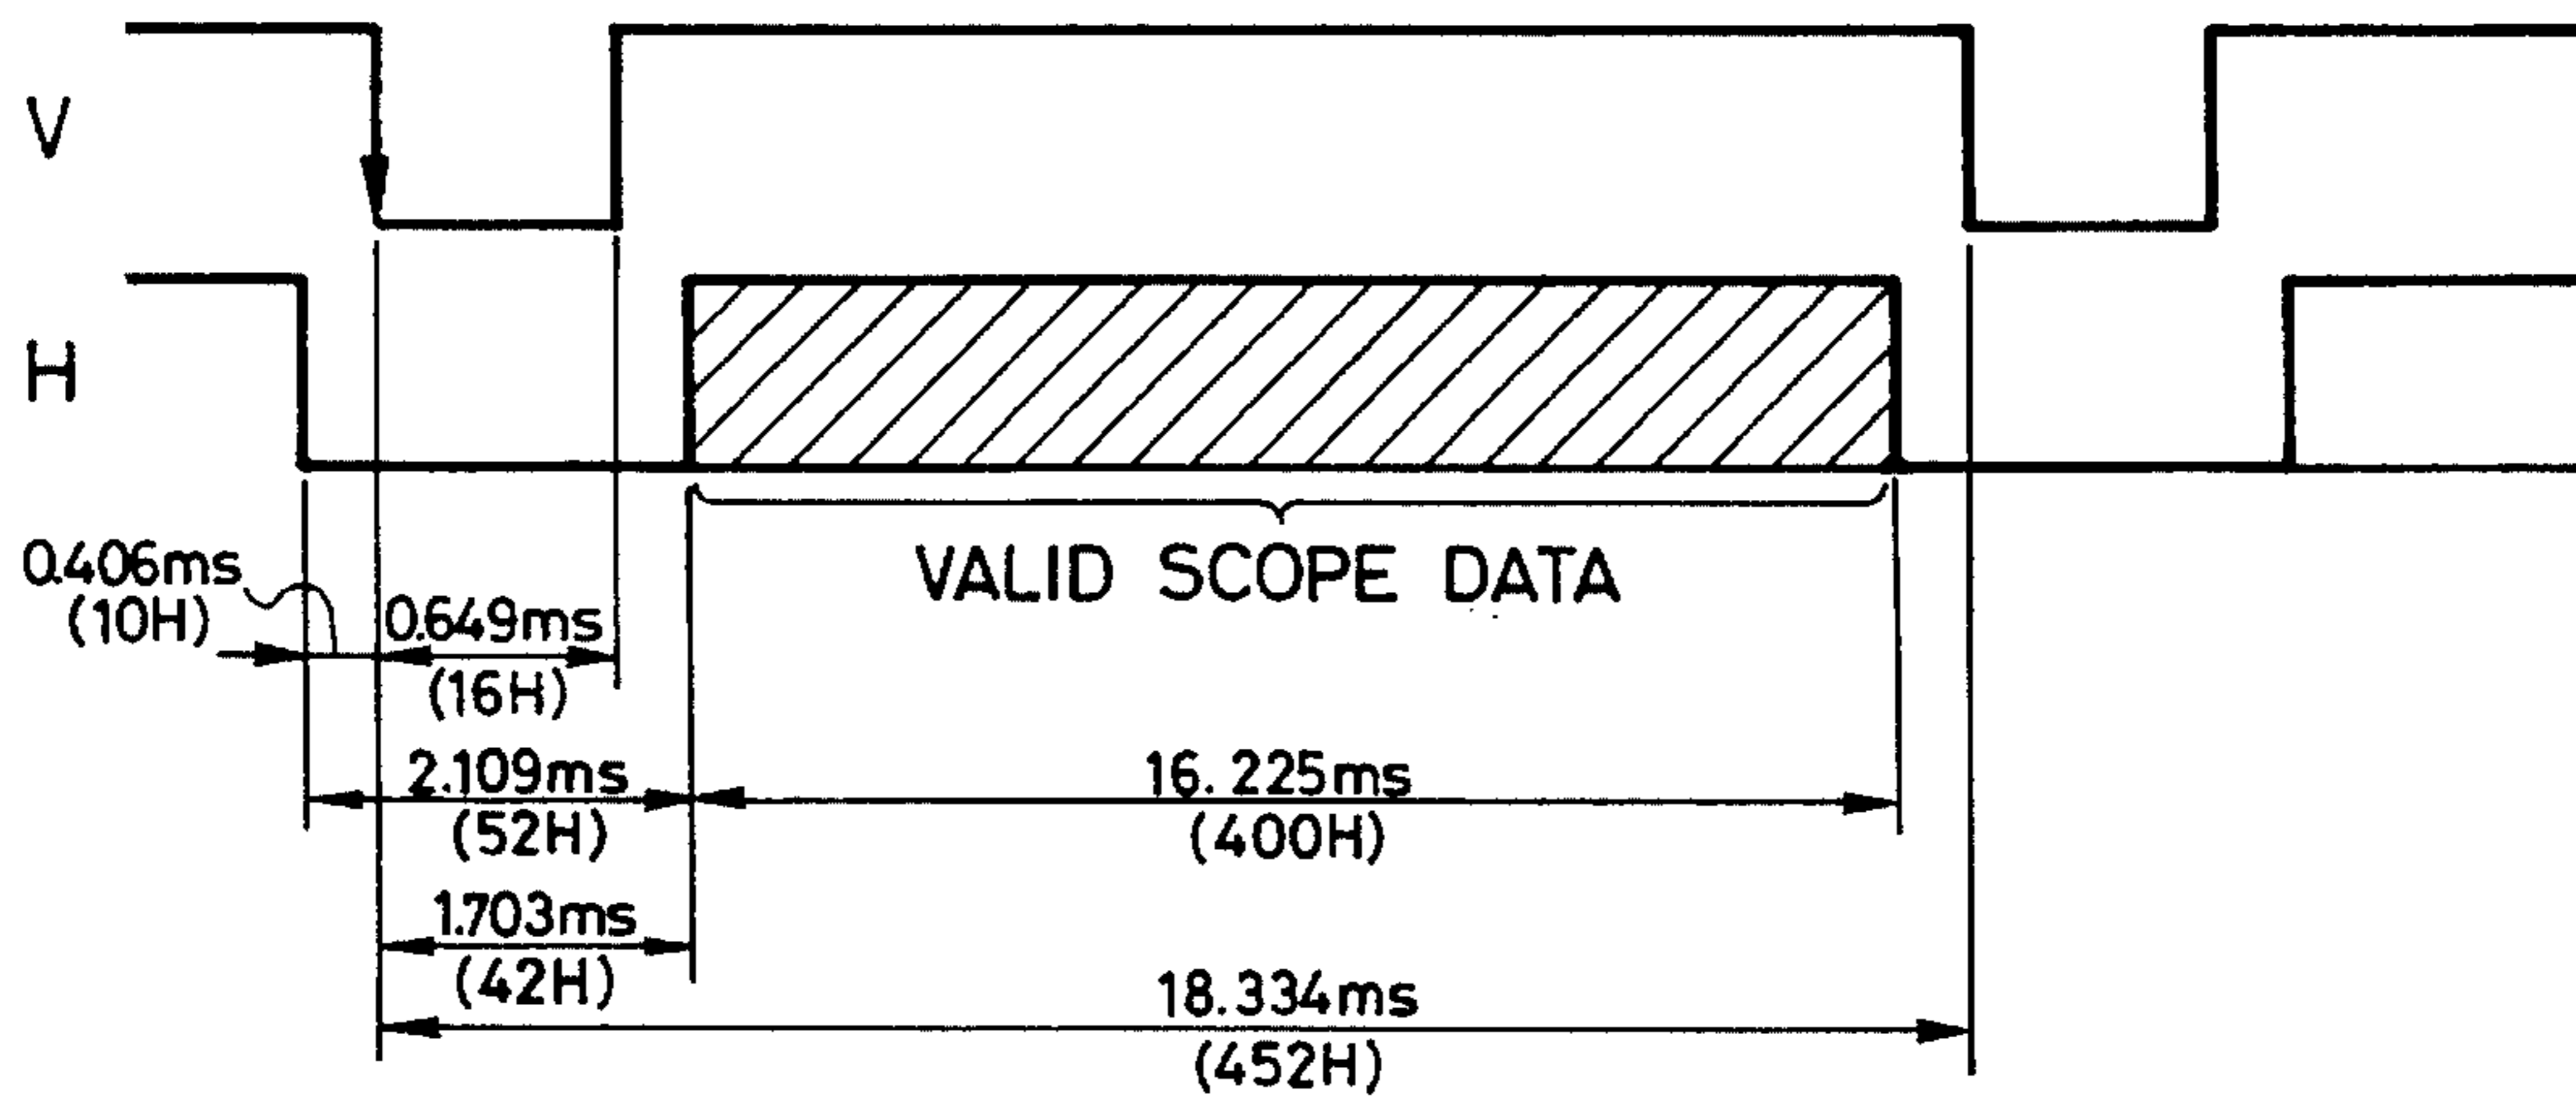 V
H
VALID SCOPE DATA
0.406ms
(10H)
0.649ms
(16H)
2.109ms
(52H)
16.225ms
(400H)
1.703ms
(42H)
18.334ms
(452H)